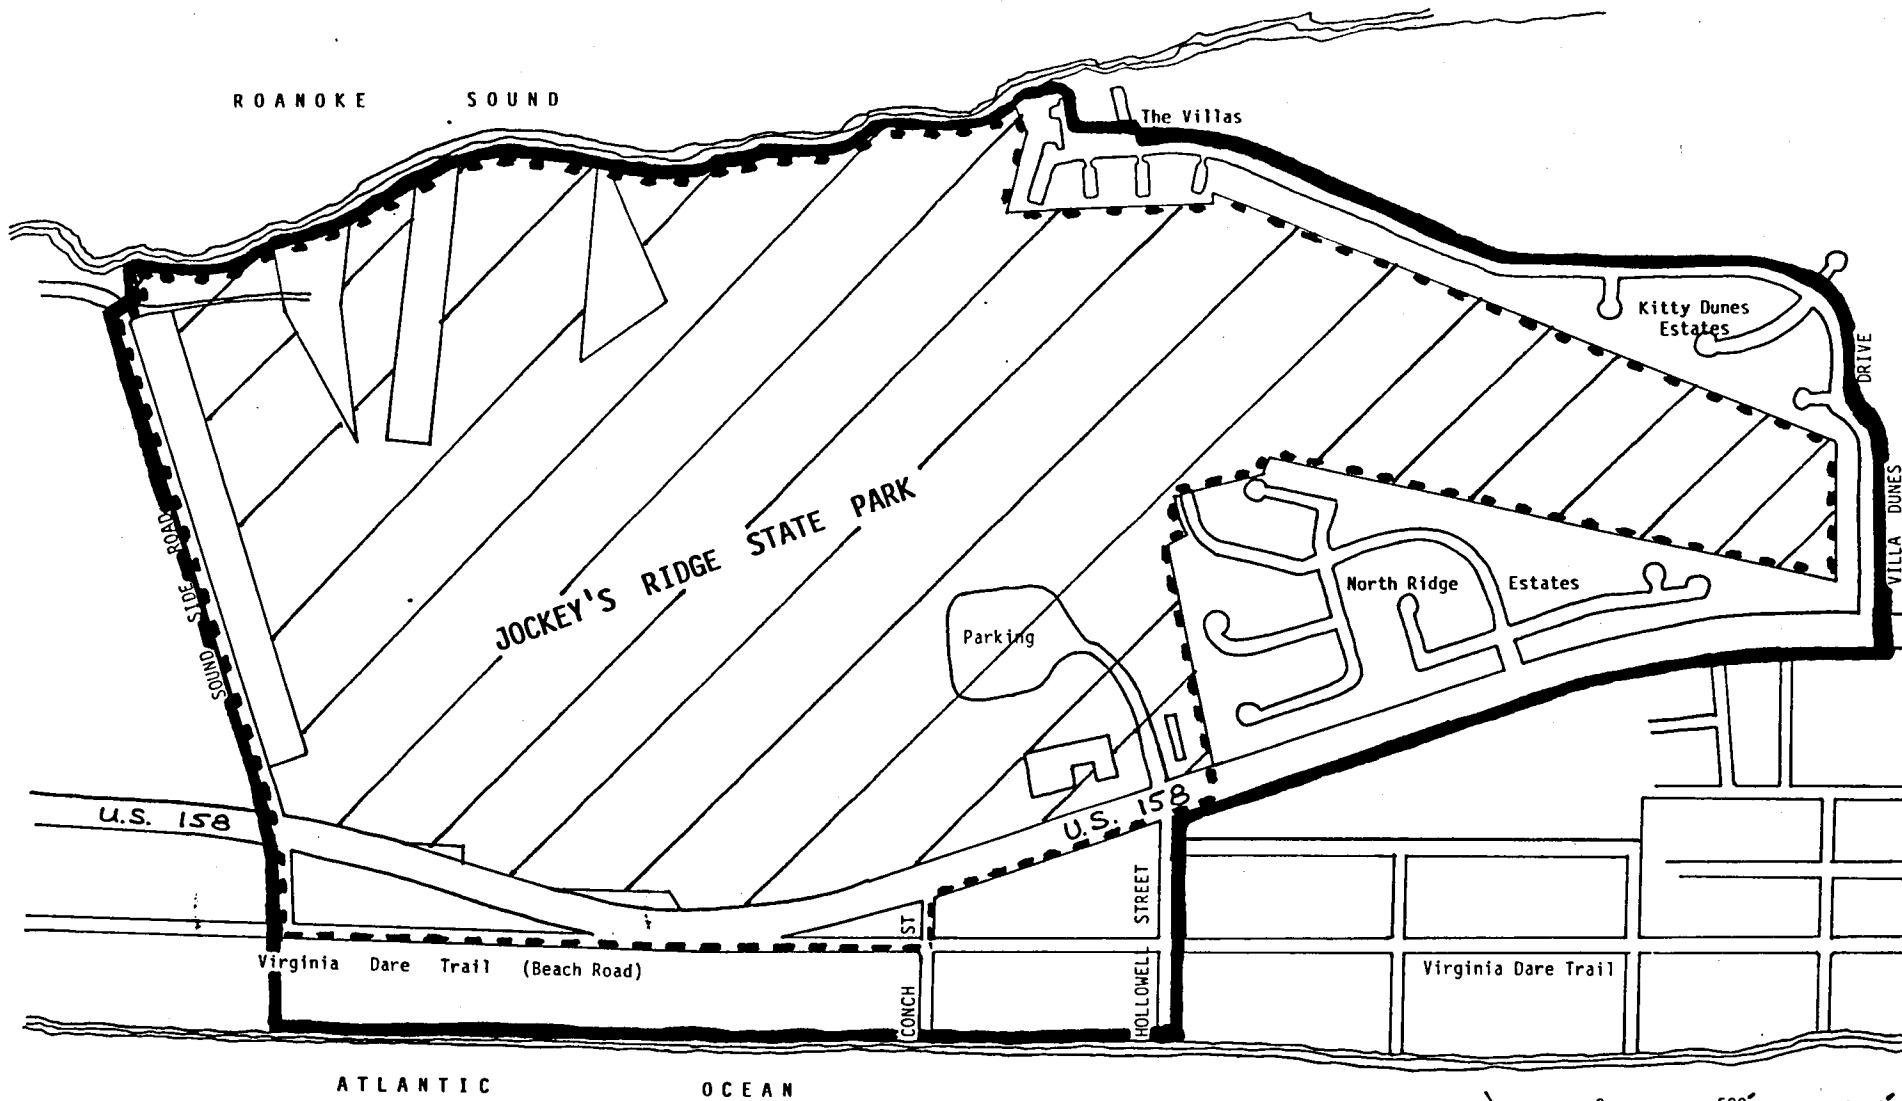 ROANOKE SOUND
The Villas
Kitty Dunes
Estates
DRIVE
VILLA DUNES
JOCKEY'S RIDGE STATE PARK
SOUND SIDE ROAD
North Ridge Estates
Parking
U.S. 158
U.S. 158
CONCH ST
HOLLOWELL STREET
Virginia Dare Trail (Beach Road)
Virginia Dare Trail
ATLANTIC OCEAN